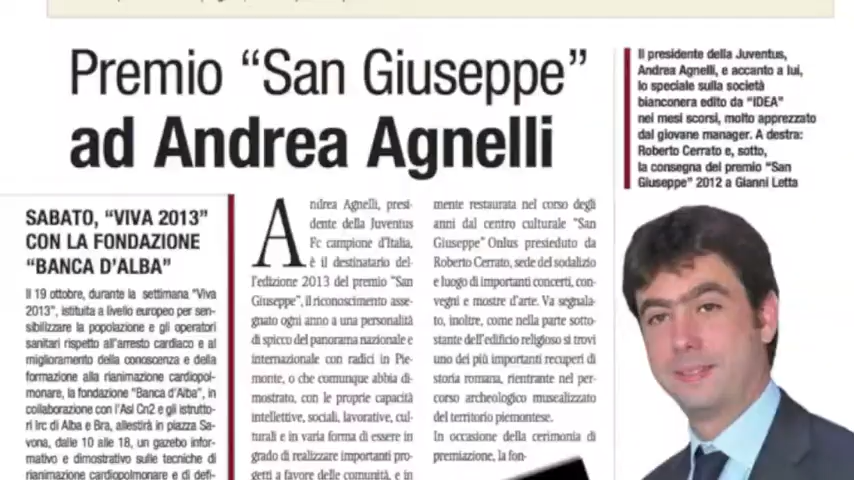 Premio “San Giuseppe”
ad Andrea Agnelli
Il presidente della Juventus,
Andrea Agnelli, e accanto a lui,
lo speciale sulla società
bianconera edito da “IDEA”
nei mesi scorsi, molto apprezzato
dal giovane manager. A destra:
Roberto Cerrato e, sotto,
la consegna del premio “San
Giuseppe” 2012 a Gianni Letta
SABATO, “VIVA 2013”
CON LA FONDAZIONE
“BANCA D’ALBA”
Il 19 ottobre, durante la settimana “Viva
2013”, istituita a livello europeo per sen-
sibilizzare la popolazione e gli operatori
sanitari rispetto all’arresto cardiaco e al
miglioramento della conoscenza e della
formazione alla rianimazione cardiopol-
monare, la fondazione “Banca d’Alba”, in
collaborazione con l’Asl Cn2 e gli istrutto-
ri Irc di Alba e Bra, allestirà in piazza Sa-
vona, dalle 10 alle 18, un gazebo infor-
mativo e dimostrativo sulle tecniche di
rianimazione cardiopolmonare e di defi-
Andrea Agnelli, presi-
dente della Juventus
Fc campione d’Italia,
è il destinatario del-
l’edizione 2013 del premio “San
Giuseppe”, il riconoscimento asse-
gnato ogni anno a una personalità
di spicco del panorama nazionale e
internazionale con radici in Pie-
monte, o che comunque abbia di-
mostrato, con le proprie capacità
intellettive, sociali, lavorative, cul-
turali e in varia forma di essere in
grado di realizzare importanti pro-
getti a favore delle comunità, e in
mente restaurata nel corso degli
anni dal centro culturale “San
Giuseppe” Onlus presieduto da
Roberto Cerrato, sede del sodalizio
e luogo di importanti concerti, con-
vegni e mostre d’arte. Va segnala-
to, inoltre, come nella parte sotto-
stante dell’edificio religioso si trovi
uno dei più importanti recuperi di
storia romana, rientrante nel per-
corso archeologico musealizzato
del territorio piemontese.
In occasione della cerimonia di
premiazione, la fon-